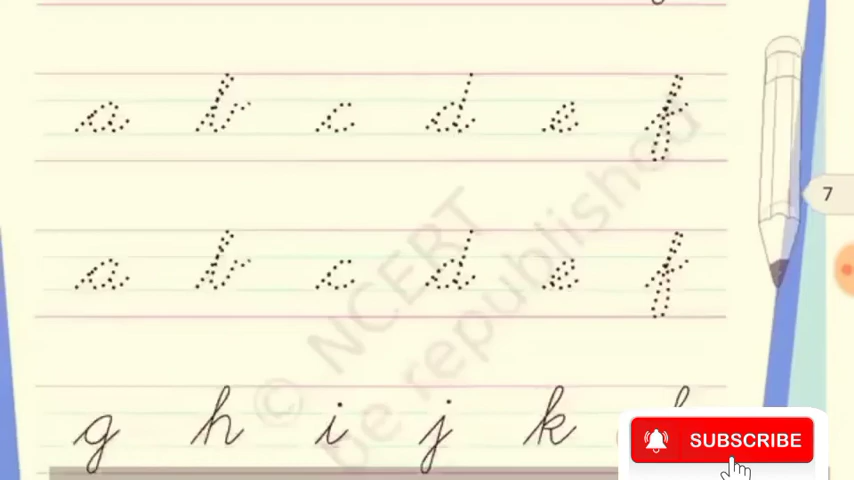 a b c d e f
7
a b c d e f
© NCERT
be republished
g h i j k l
SUBSCRIBE